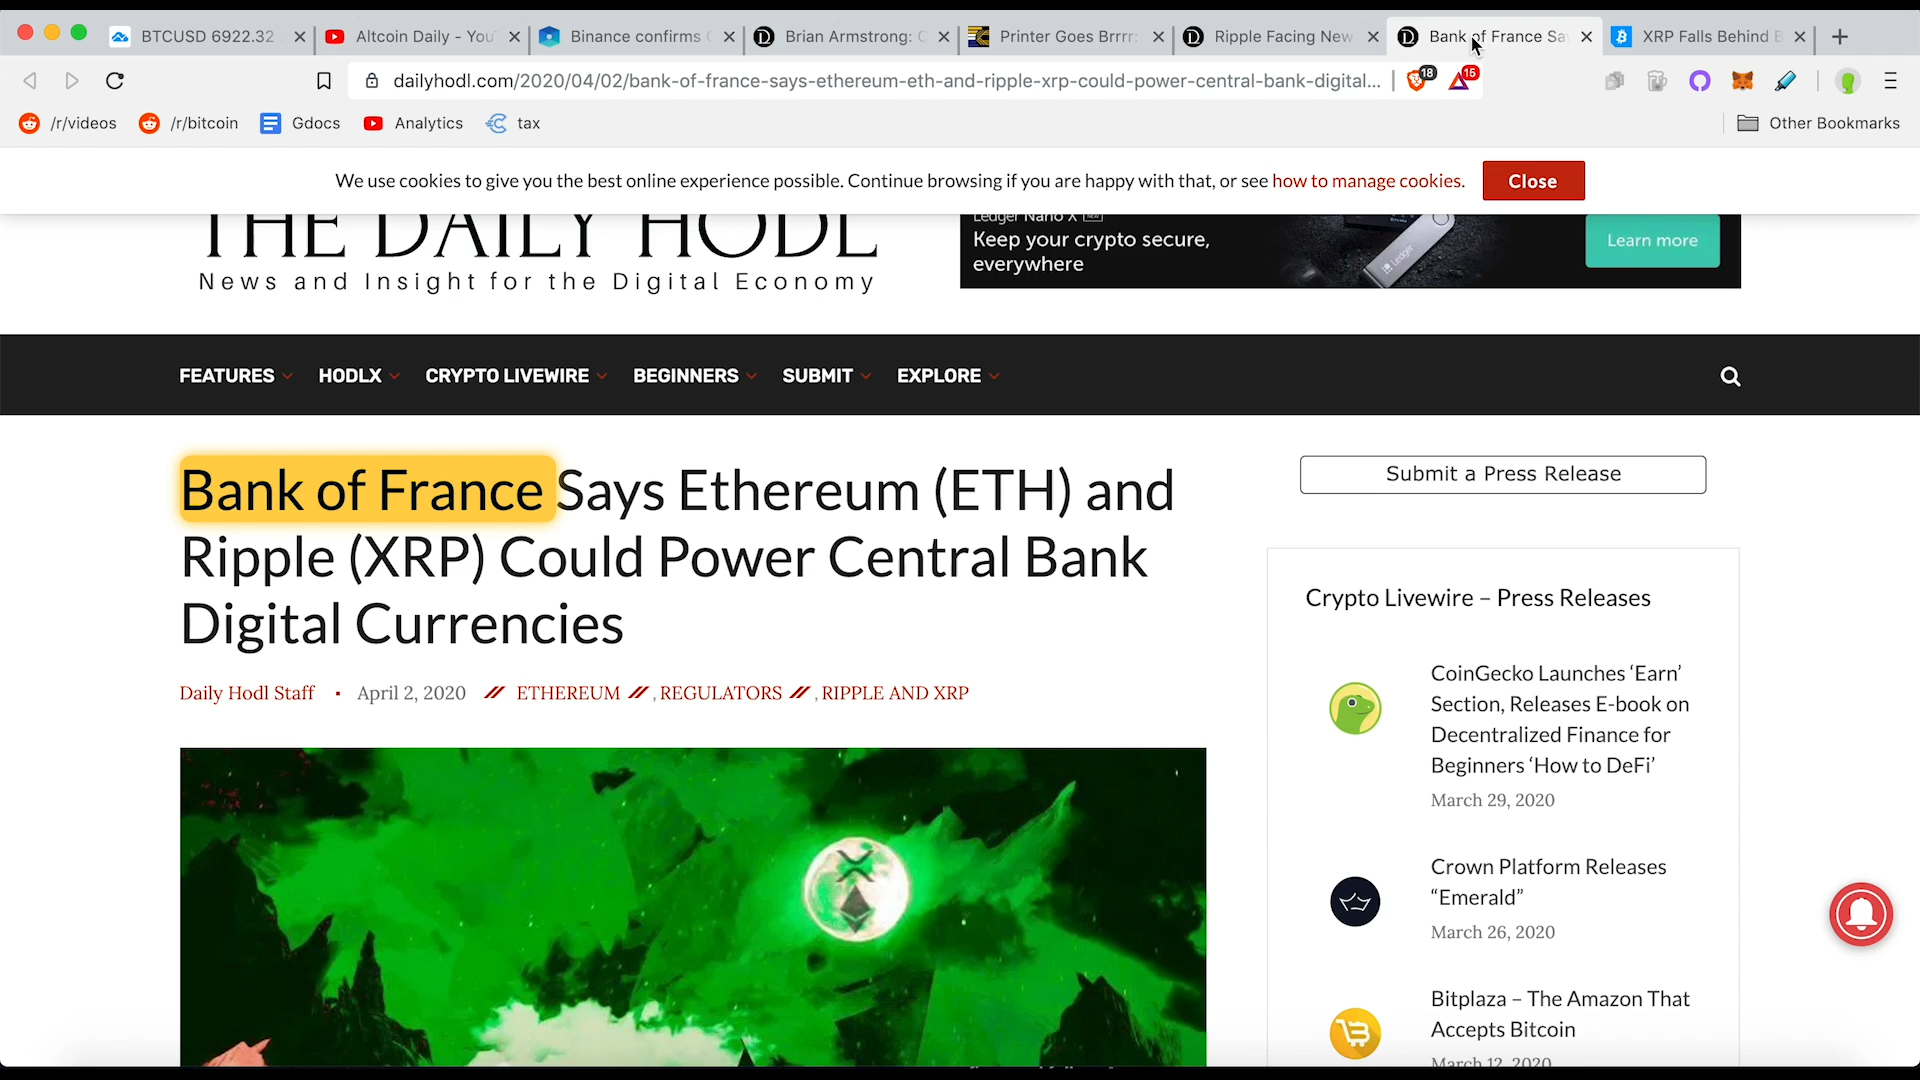 BTCUSD 6922.32
Altcoin Daily - You
Binance confirms
Brian Armstrong: C
Printer Goes Brrrr:
Ripple Facing New
Bank of France Sa
XRP Falls Behind B
dailyhodl.com/2020/04/02/bank-of-france-says-ethereum-eth-and-ripple-xrp-could-power-central-bank-digital...
18
15
/r/videos
/r/bitcoin
Gdocs
Analytics
tax
Other Bookmarks
We use cookies to give you the best online experience possible. Continue browsing if you are happy with that, or see how to manage cookies.
Close
THE DAILY HODL
News and Insight for the Digital Economy
Ledger Nano X NEW
Keep your crypto secure,
everywhere
Ledger
Learn more
FEATURES
HODLX
CRYPTO LIVEWIRE
BEGINNERS
SUBMIT
EXPLORE
Bank of France Says Ethereum (ETH) and
Ripple (XRP) Could Power Central Bank
Digital Currencies
Daily Hodl Staff • April 2, 2020 // ETHEREUM //, REGULATORS //, RIPPLE AND XRP
Submit a Press Release
Crypto Livewire – Press Releases
CoinGecko Launches ‘Earn’
Section, Releases E-book on
Decentralized Finance for
Beginners ‘How to DeFi’
March 29, 2020
Crown Platform Releases
“Emerald”
March 26, 2020
Bitplaza – The Amazon That
Accepts Bitcoin
March 12, 2020